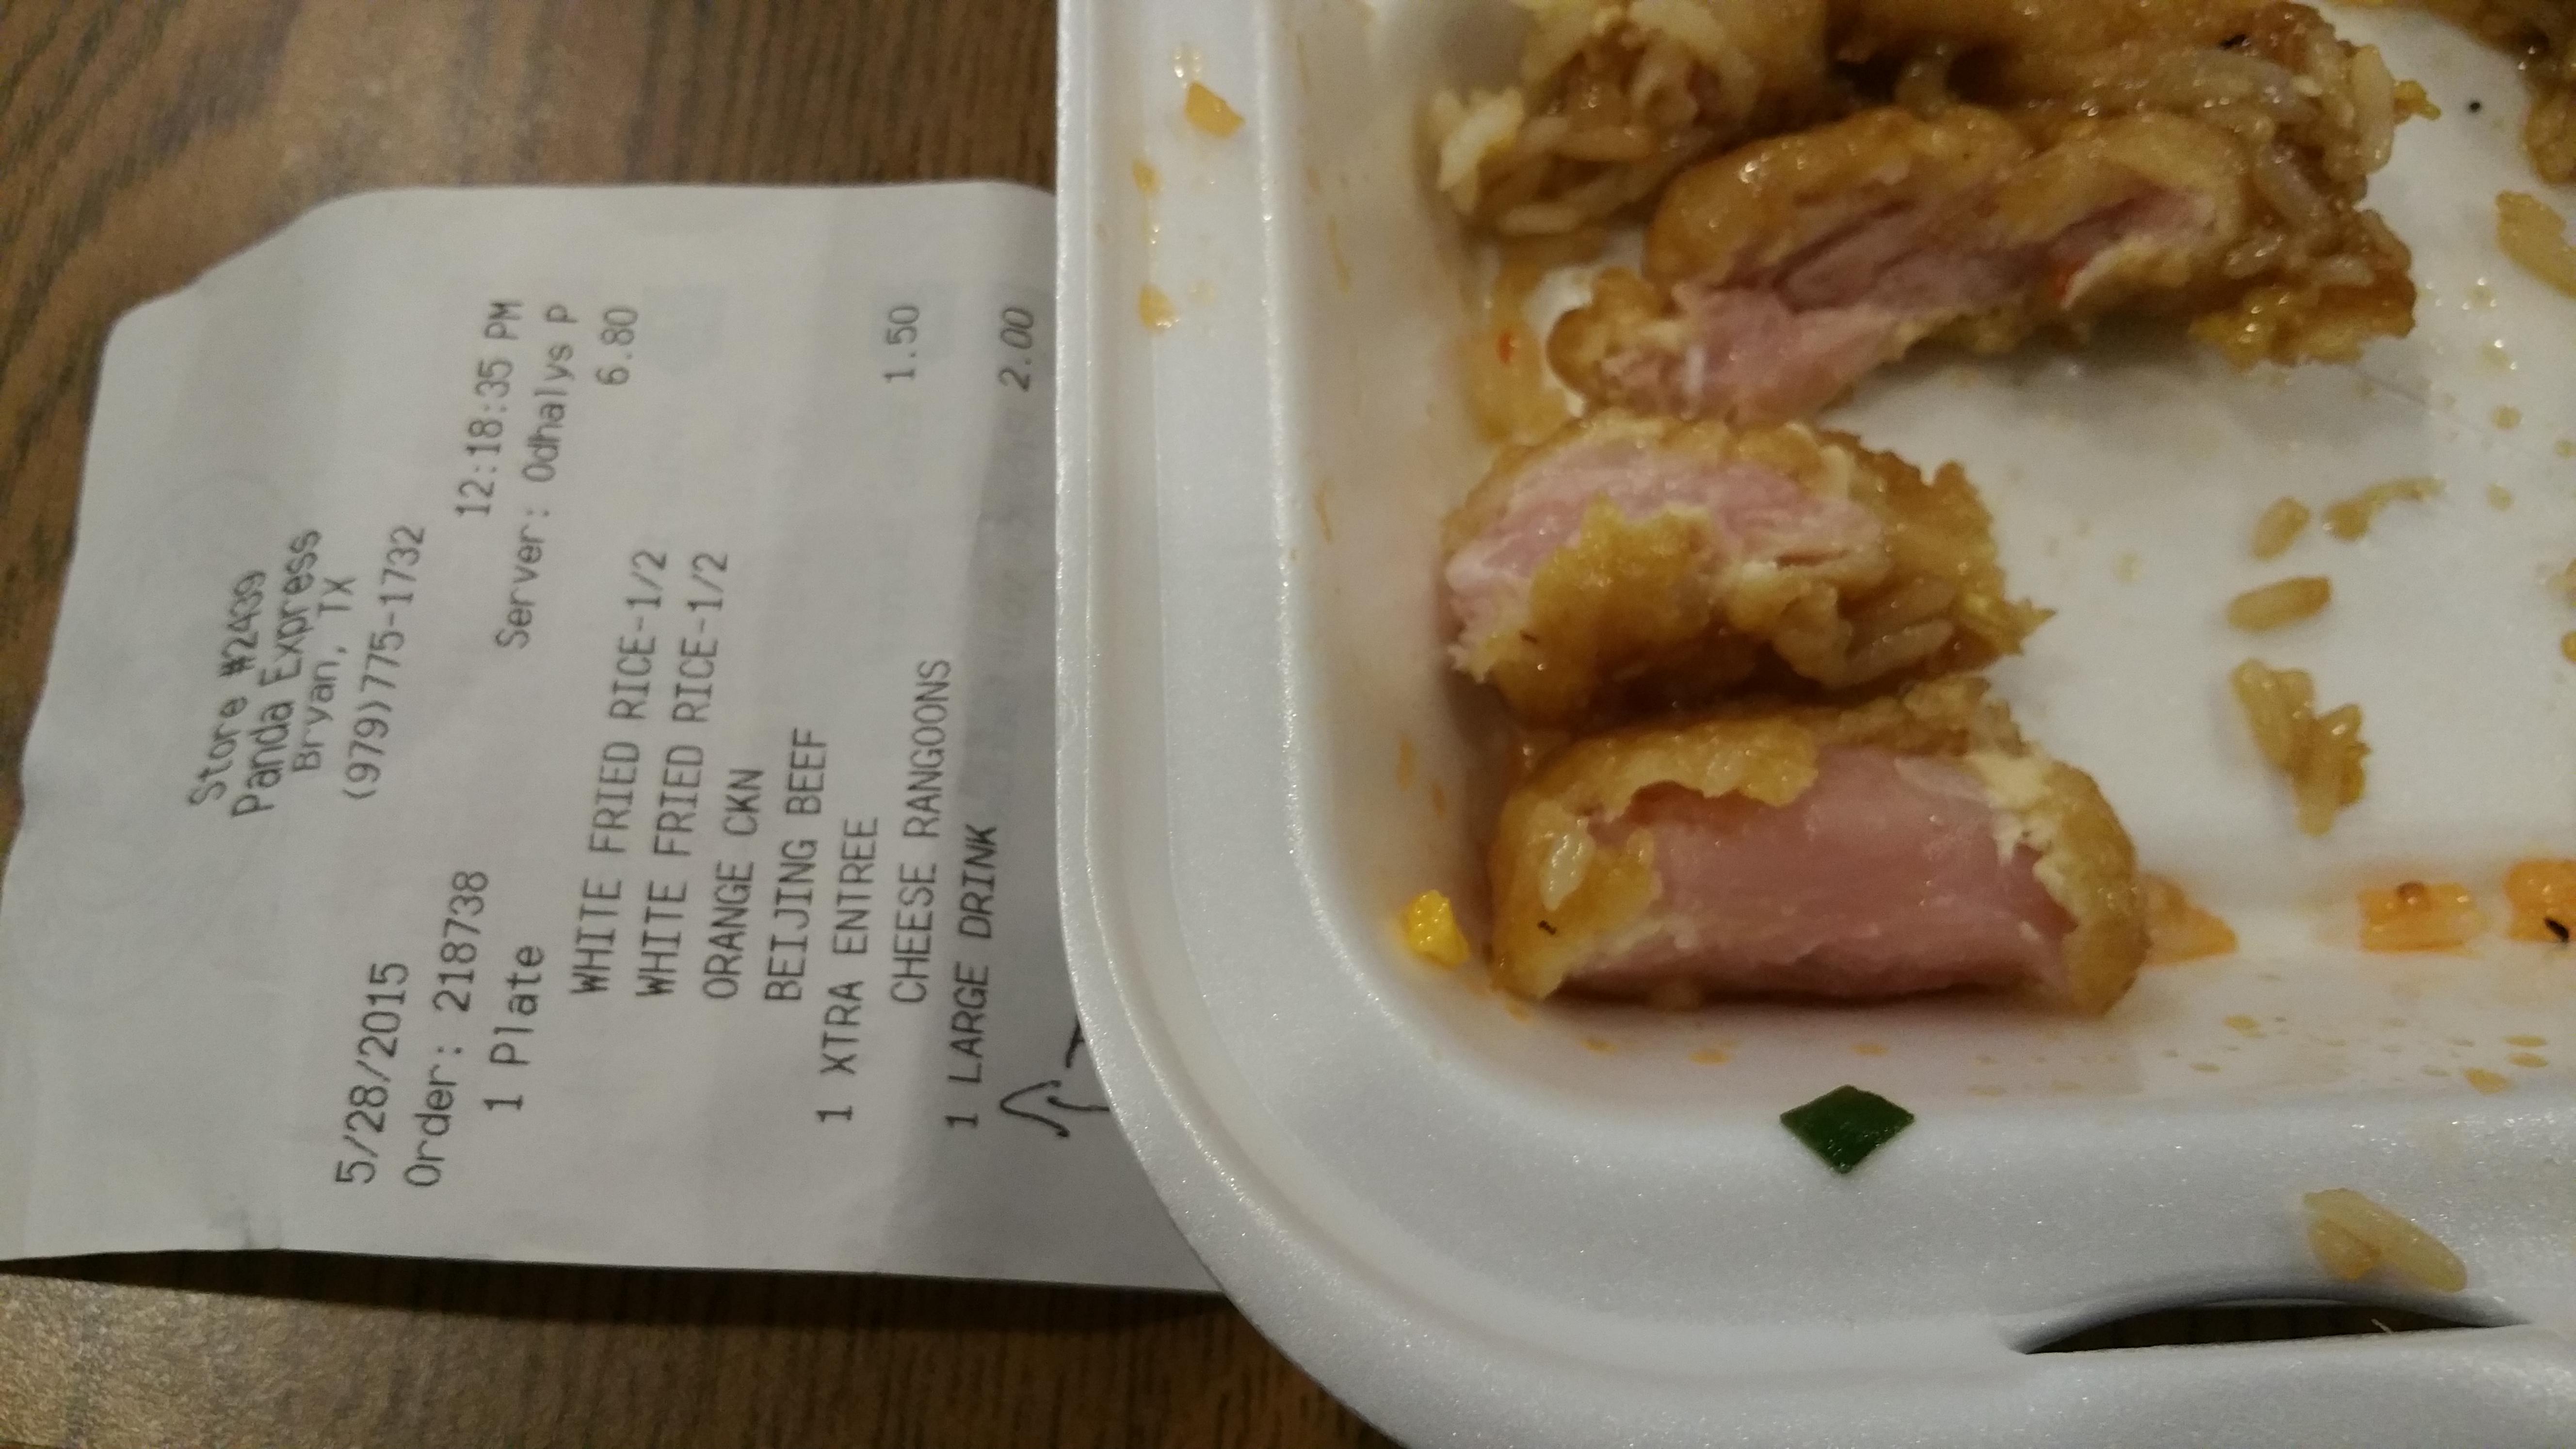 Store #2439
Panda Express
Bryan, TX
(979)775-1732
5/28/2015 12:18:35 PM
Order: 218738 Server: Odhalys P
1 Plate 6.80
WHITE FRIED RICE-1/2
WHITE FRIED RICE-1/2
ORANGE CKN
BEIJING BEEF
1 XTRA ENTREE 1.50
CHEESE RANGOONS
1 LARGE DRINK 2.00